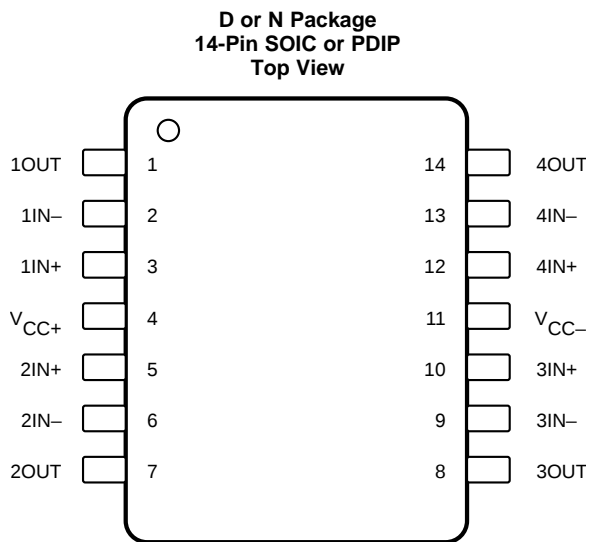 D or N Package
14-Pin SOIC or PDIP
Top View
1OUT 1 14 4OUT
1IN– 2 13 4IN–
1IN+ 3 12 4IN+
VCC+ 4 11 VCC–
2IN+ 5 10 3IN+
2IN– 6 9 3IN–
2OUT 7 8 3OUT